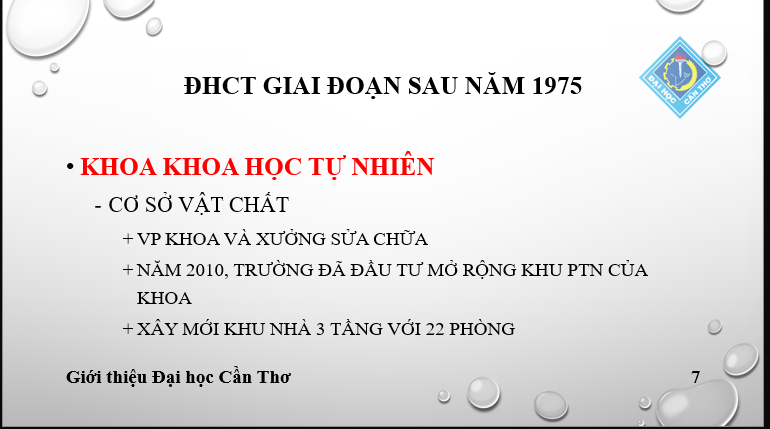 ĐHCT GIAI ĐOẠN SAU NĂM 1975
ĐẠI HỌC CẦN THƠ
• KHOA KHOA HỌC TỰ NHIÊN
- CƠ SỞ VẬT CHẤT
+ VP KHOA VÀ XƯỞNG SỬA CHỮA
+ NĂM 2010, TRƯỜNG ĐÃ ĐẦU TƯ MỞ RỘNG KHU PTN CỦA
KHOA
+ XÂY MỚI KHU NHÀ 3 TẦNG VỚI 22 PHÒNG
Giới thiệu Đại học Cần Thơ 7